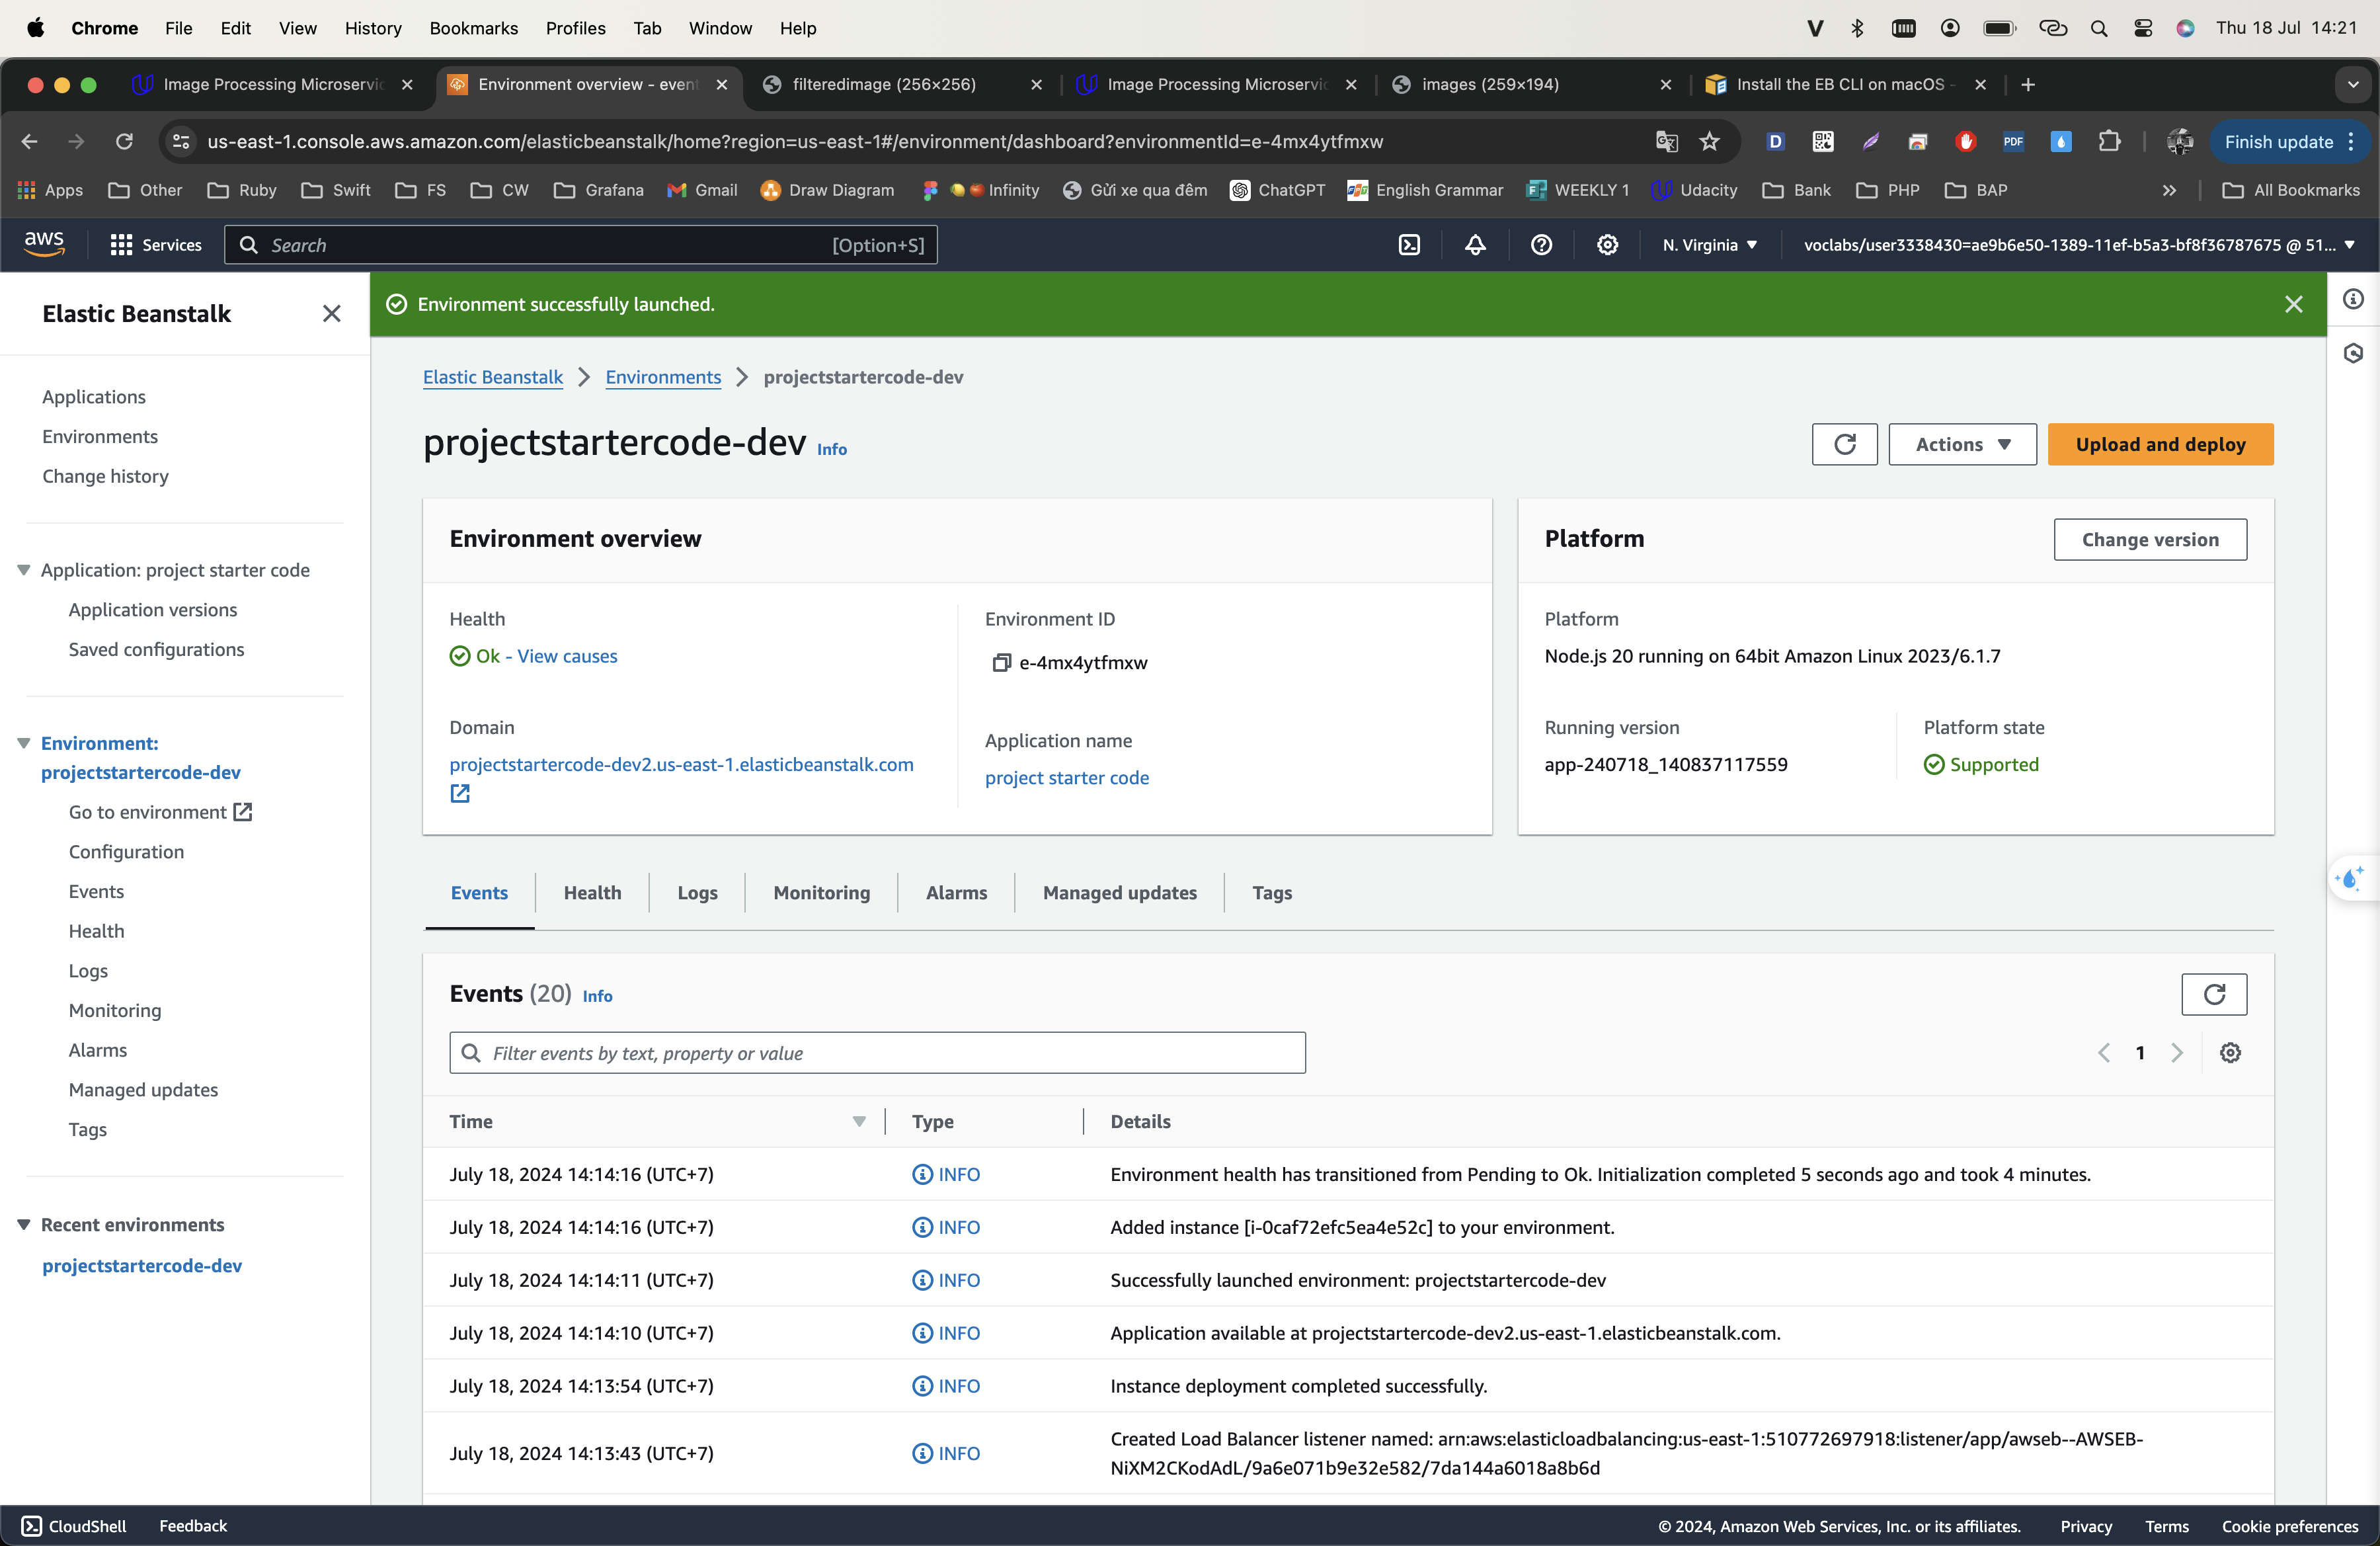 Chrome File Edit View History Bookmarks Profiles Tab Window Help
Thu 18 Jul 14:21
Image Processing Microservic
Environment overview - event
filteredimage (256×256)
Image Processing Microservic
images (259×194)
Install the EB CLI on macOS -
us-east-1.console.aws.amazon.com/elasticbeanstalk/home?region=us-east-1#/environment/dashboard?environmentId=e-4mx4ytfmxw
D
PDF
Finish update
Apps Other Ruby Swift FS CW Grafana Gmail Draw Diagram Infinity Gửi xe qua đêm ChatGPT English Grammar WEEKLY 1 Udacity Bank PHP BAP
All Bookmarks
aws
Services
Search
[Option+S]
N. Virginia
voclabs/user3338430=ae9b6e50-1389-11ef-b5a3-bf8f36787675 @ 51...
Elastic Beanstalk
Applications
Environments
Change history
Application: project starter code
Application versions
Saved configurations
Environment:
projectstartercode-dev
Go to environment
Configuration
Events
Health
Logs
Monitoring
Alarms
Managed updates
Tags
Recent environments
projectstartercode-dev
Environment successfully launched.
Elastic Beanstalk
Environments
projectstartercode-dev
projectstartercode-dev Info
Actions
Upload and deploy
Environment overview
Health
Ok - View causes
Domain
projectstartercode-dev2.us-east-1.elasticbeanstalk.com
Environment ID
e-4mx4ytfmxw
Application name
project starter code
Platform
Change version
Platform
Node.js 20 running on 64bit Amazon Linux 2023/6.1.7
Running version
app-240718_140837117559
Platform state
Supported
Events Health Logs Monitoring Alarms Managed updates Tags
Events (20) Info
Filter events by text, property or value
1
Time Type Details
July 18, 2024 14:14:16 (UTC+7) INFO Environment health has transitioned from Pending to Ok. Initialization completed 5 seconds ago and took 4 minutes.
July 18, 2024 14:14:16 (UTC+7) INFO Added instance [i-0caf72efc5ea4e52c] to your environment.
July 18, 2024 14:14:11 (UTC+7) INFO Successfully launched environment: projectstartercode-dev
July 18, 2024 14:14:10 (UTC+7) INFO Application available at projectstartercode-dev2.us-east-1.elasticbeanstalk.com.
July 18, 2024 14:13:54 (UTC+7) INFO Instance deployment completed successfully.
July 18, 2024 14:13:43 (UTC+7) INFO Created Load Balancer listener named: arn:aws:elasticloadbalancing:us-east-1:510772697918:listener/app/awseb--AWSEB-
NiXM2CKodAdL/9a6e071b9e32e582/7da144a6018a8b6d
CloudShell
Feedback
© 2024, Amazon Web Services, Inc. or its affiliates.
Privacy
Terms
Cookie preferences